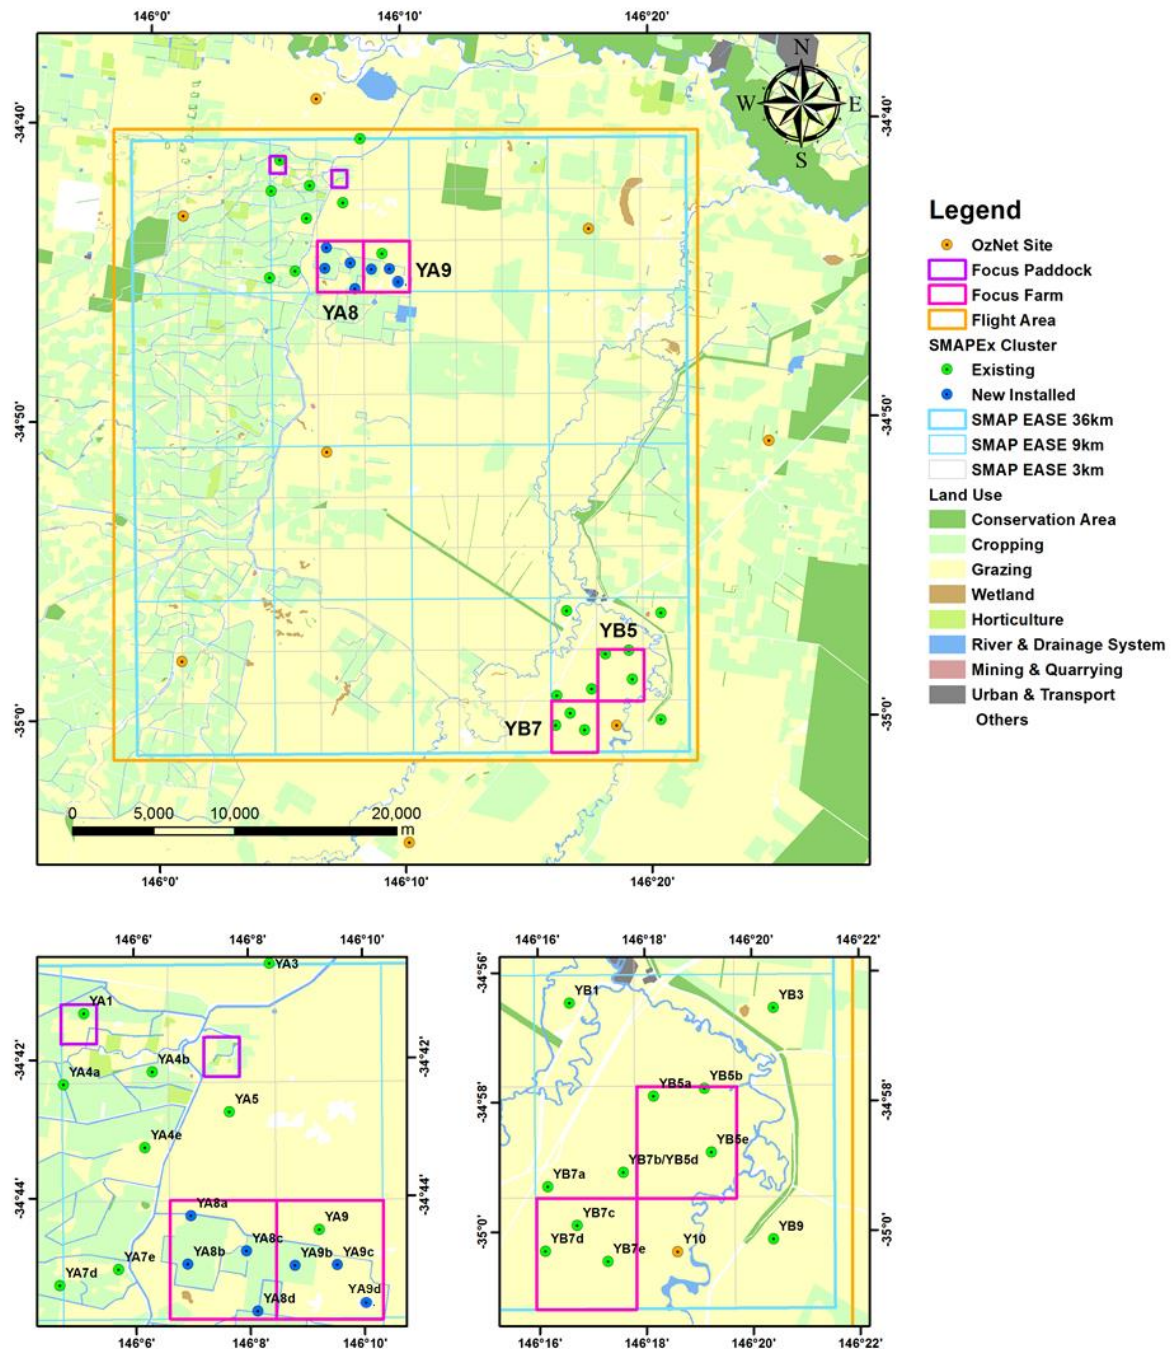 146°0' 146°10' 146°20'
-34°40' -34°40'
N
W E
S
YA9
YA8
-34°50' -34°50'
YB5
YB7
-35°0' -35°0'
0 5,000 10,000 20,000
m
146°0' 146°10' 146°20'
Legend
OzNet Site
Focus Paddock
Focus Farm
Flight Area
SMAPEx Cluster
Existing
New Installed
SMAP EASE 36km
SMAP EASE 9km
SMAP EASE 3km
Land Use
Conservation Area
Cropping
Grazing
Wetland
Horticulture
River & Drainage System
Mining & Quarrying
Urban & Transport
Others
146°6' 146°8' 146°10'
YA3
YA1
-34°42' -34°42'
YA4b
YA4a
YA5
YA4e
-34°44' -34°44'
YA8a
YA9
YA8b YA8c YA9b YA9c
YA7e
YA7d
YA9d
YA8d
146°6' 146°8' 146°10'
146°16' 146°18' 146°20' 146°22'
-34°56'
YB1 YB3
-34°58' -34°58'
YB5a YB5b
YB5e
YB7b/YB5d
YB7a
YB7c
-35°0' -35°0'
YB7d Y10 YB9
YB7e
146°16' 146°18' 146°20' 146°22'